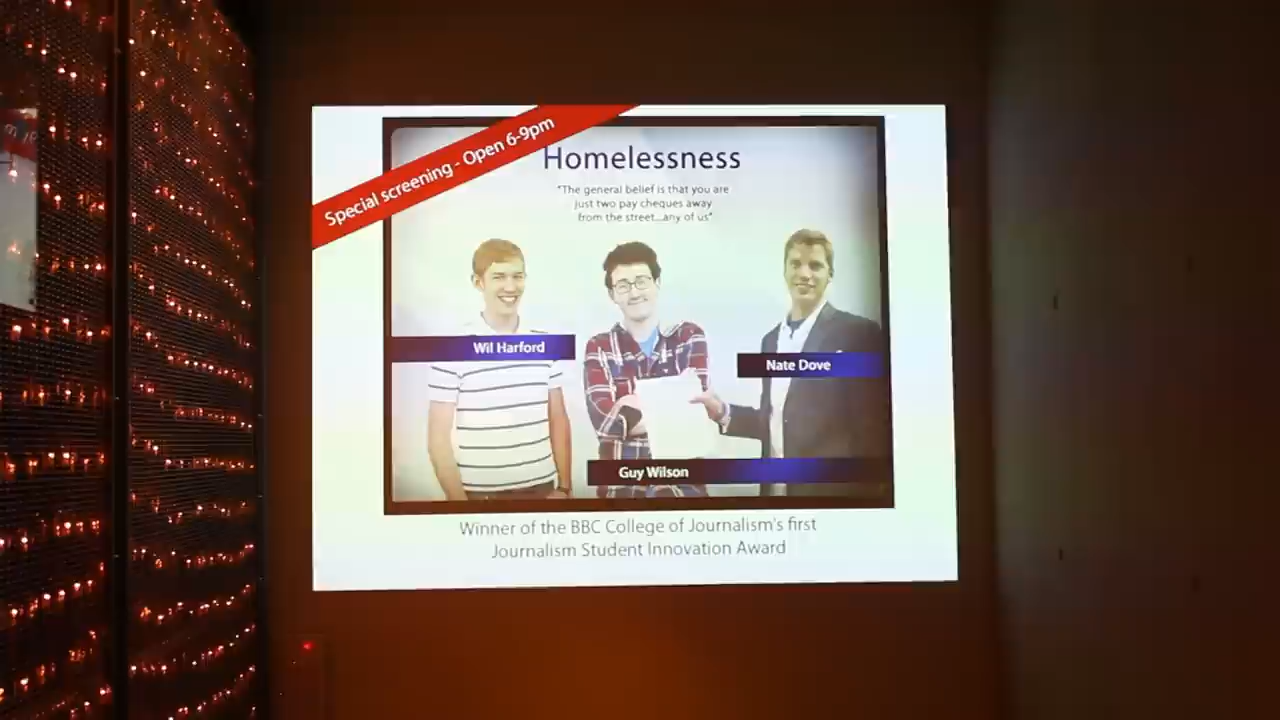 Special screening - Open 6-9pm
Homelessness
"The general belief is that you are
just two pay cheques away
from the street...any of us"
Wil Harford
Nate Dove
Guy Wilson
Winner of the BBC College of Journalism's first
Journalism Student Innovation Award